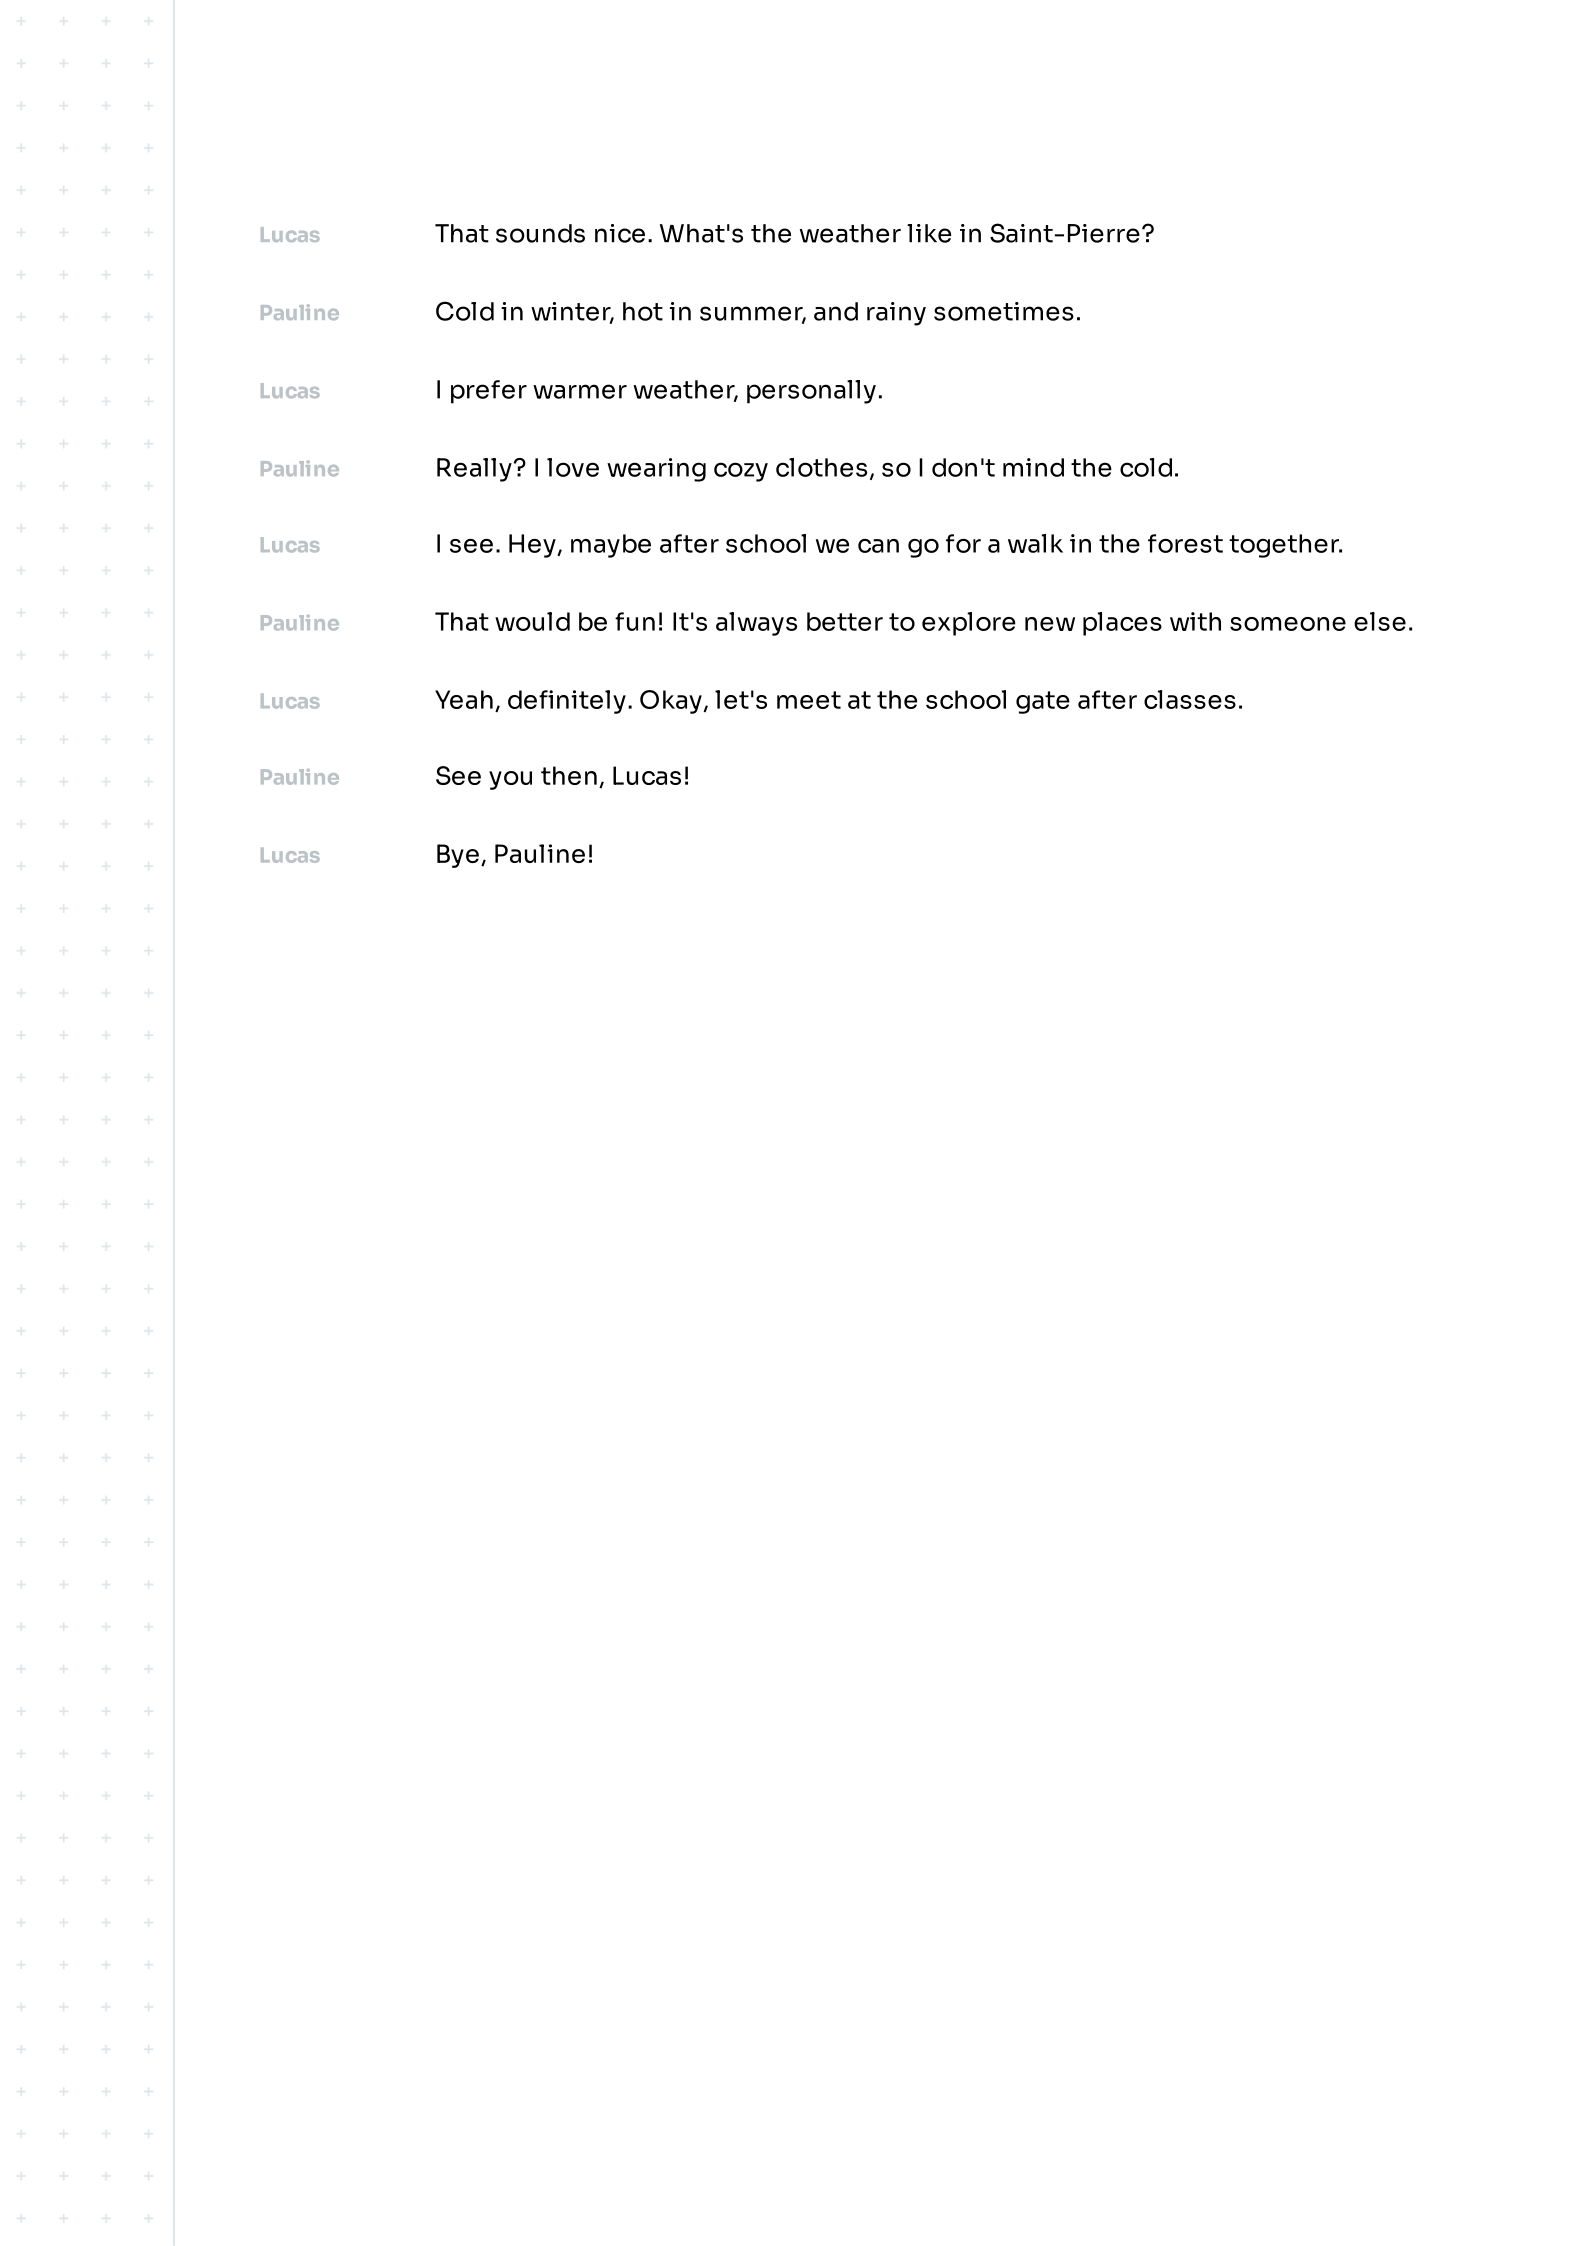 Lucas That sounds nice. What's the weather like in Saint-Pierre?
Pauline Cold in winter, hot in summer, and rainy sometimes.
Lucas I prefer warmer weather, personally.
Pauline Really? I love wearing cozy clothes, so I don't mind the cold.
Lucas I see. Hey, maybe after school we can go for a walk in the forest together.
Pauline That would be fun! It's always better to explore new places with someone else.
Lucas Yeah, definitely. Okay, let's meet at the school gate after classes.
Pauline See you then, Lucas!
Lucas Bye, Pauline!